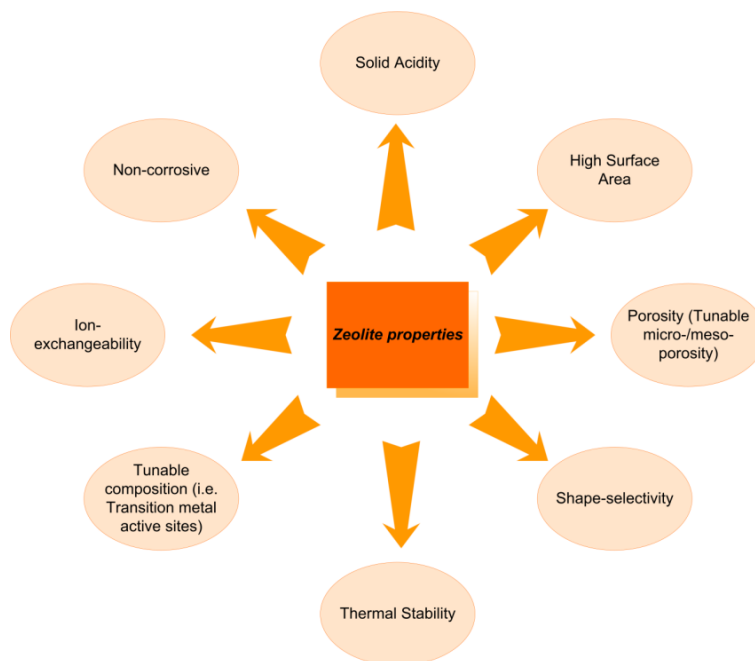 Solid Acidity
Non-corrosive
High Surface
Area
Ion-
exchangeability
Zeolite properties
Porosity (Tunable
micro-/meso-
porosity)
Tunable
composition (i.e.
Transition metal
active sites)
Shape-selectivity
Thermal Stability